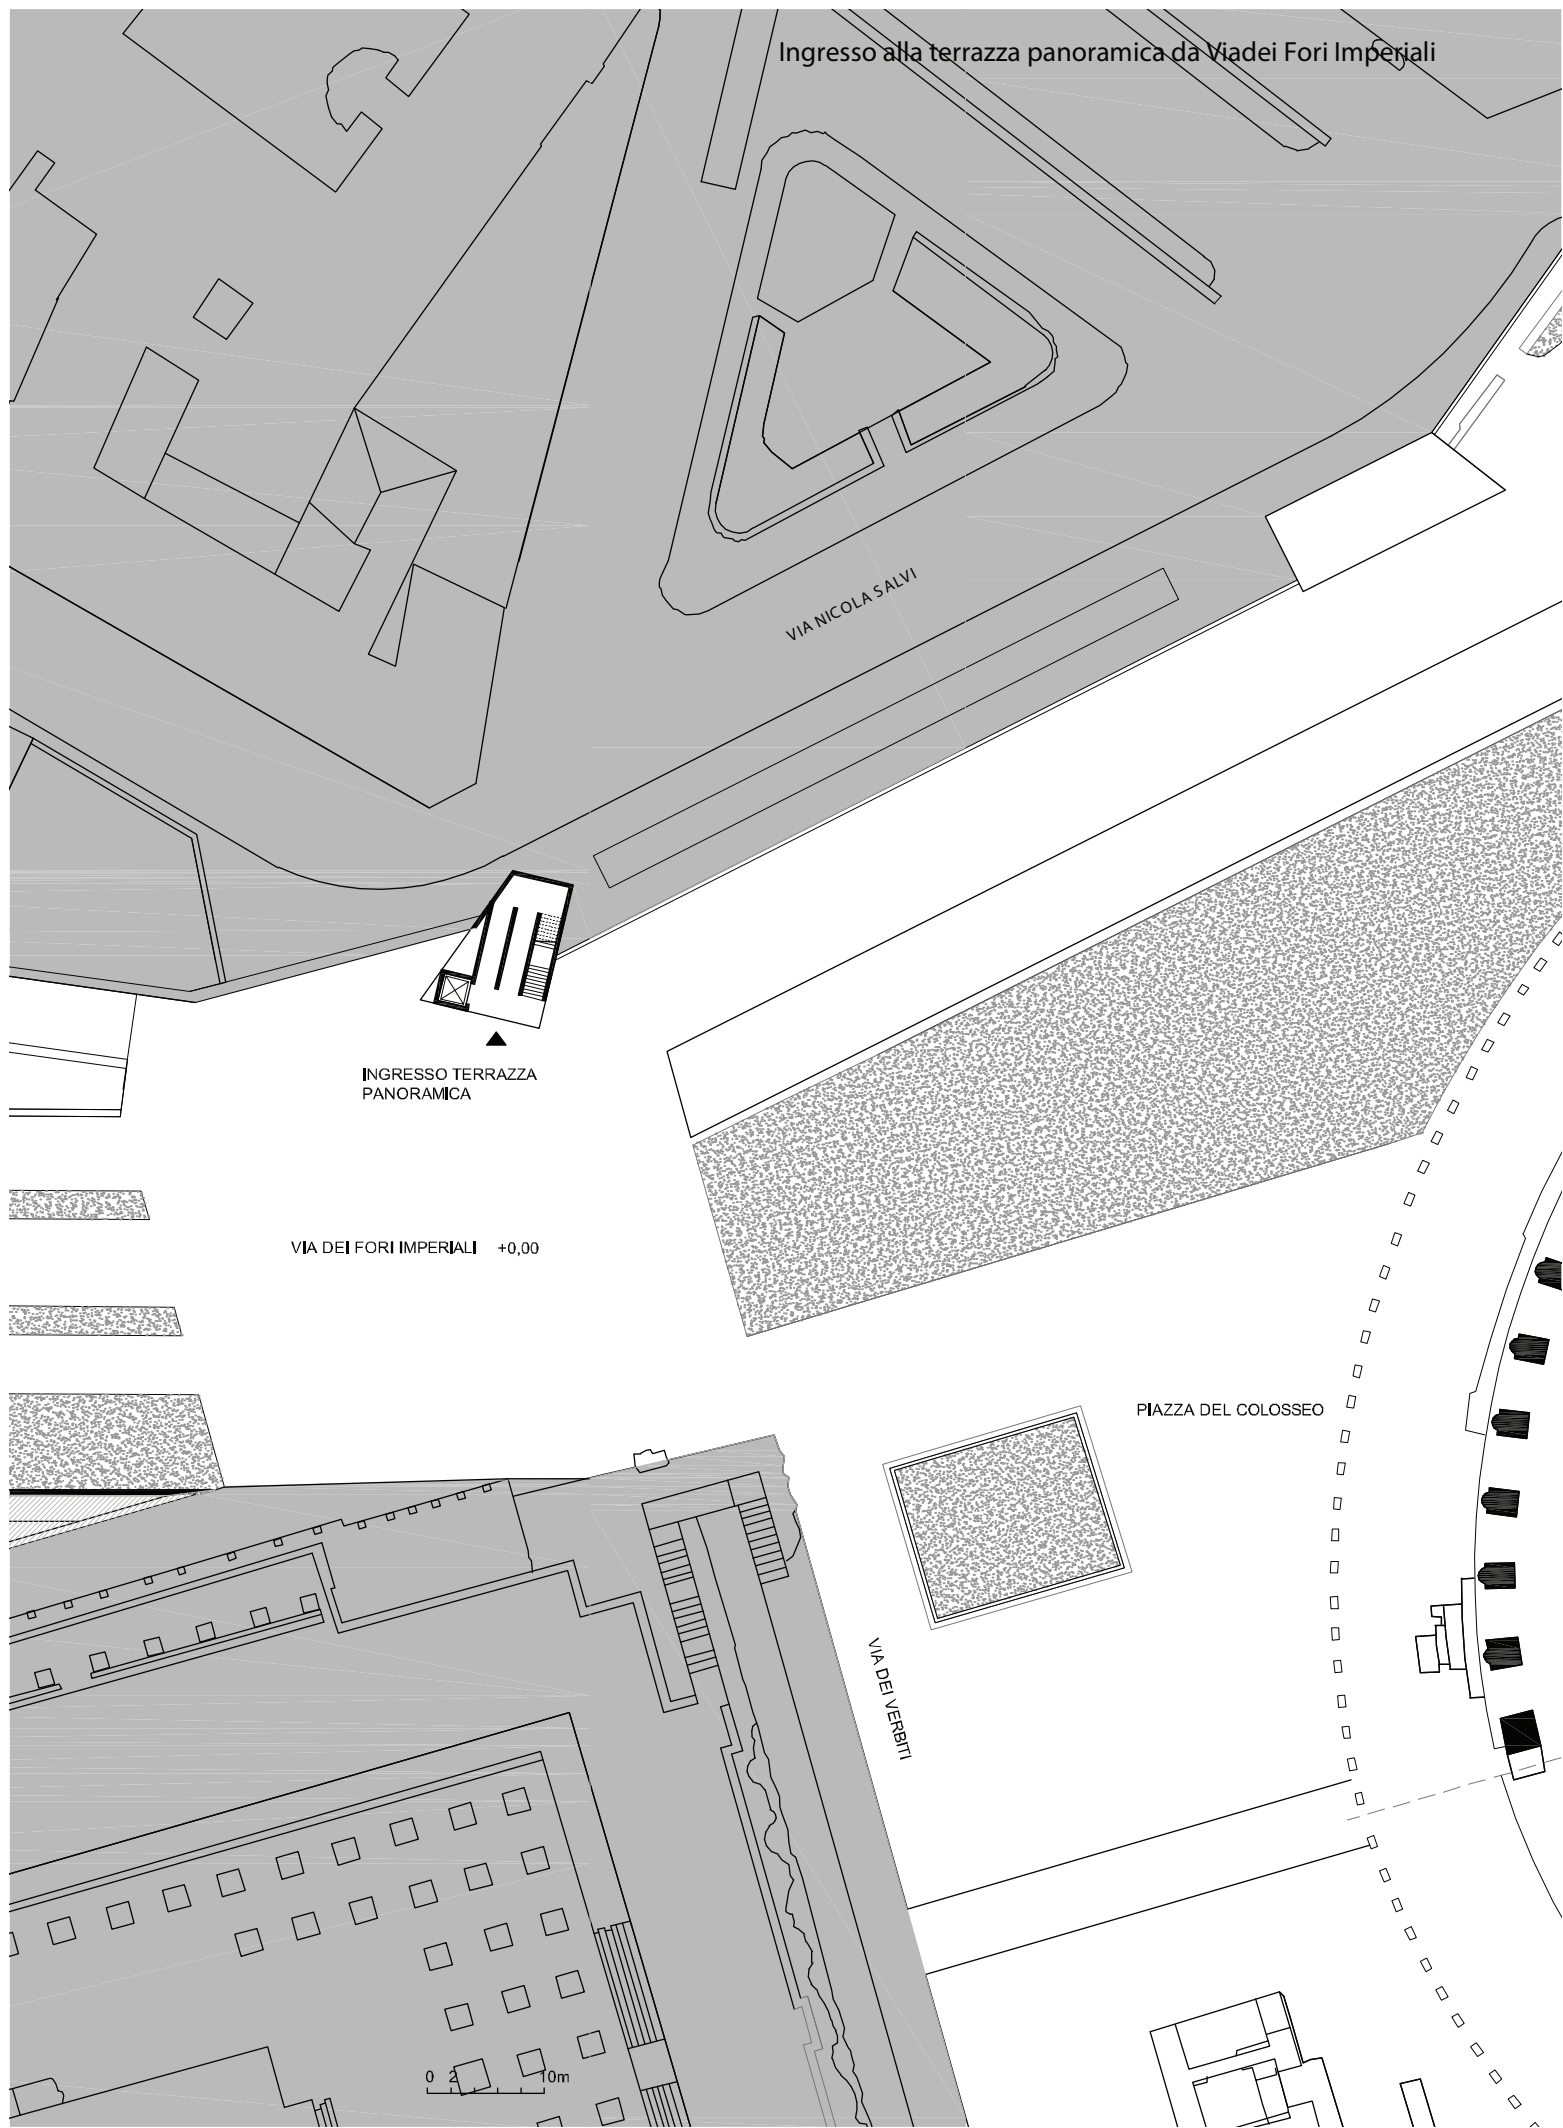 Ingresso alla terrazza panoramica da Viadei Fori Imperiali
VIA NICOLA SALVI
INGRESSO TERRAZZA
PANORAMICA
VIA DEI FORI IMPERIALI +0,00
PIAZZA DEL COLOSSEO
VIA DEI VERBITI
0 2 10m